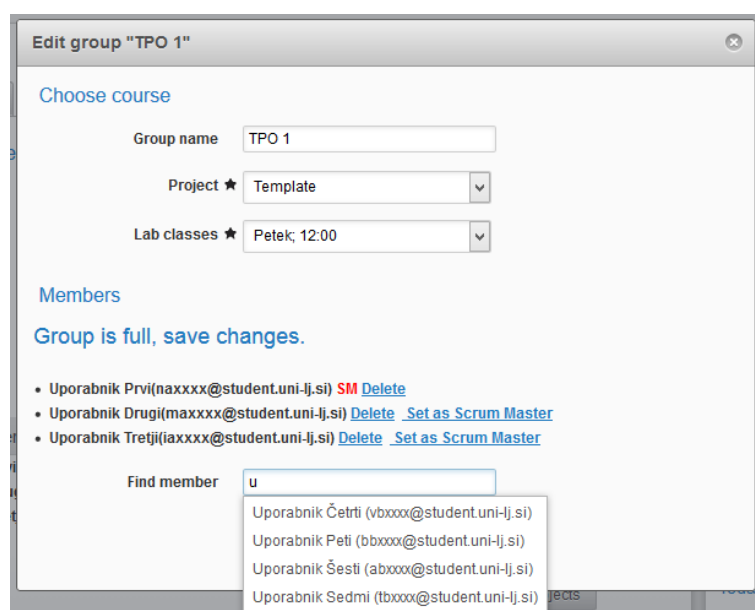 Edit group "TPO 1"
Choose course
Group name TPO 1
Project ★ Template
Lab classes ★ Petek; 12:00
Members
Group is full, save changes.
• Uporabnik Prvi(naxxxx@student.uni-lj.si) SM Delete
• Uporabnik Drugi(maxxxx@student.uni-lj.si) Delete Set as Scrum Master
• Uporabnik Tretji(iaxxxx@student.uni-lj.si) Delete Set as Scrum Master
Find member u
Uporabnik Četrti (vbxxxx@student.uni-lj.si)
Uporabnik Peti (bbxxxx@student.uni-lj.si)
Uporabnik Šesti (abxxxx@student.uni-lj.si)
Uporabnik Sedmi (tbxxxx@student.uni-lj.si)